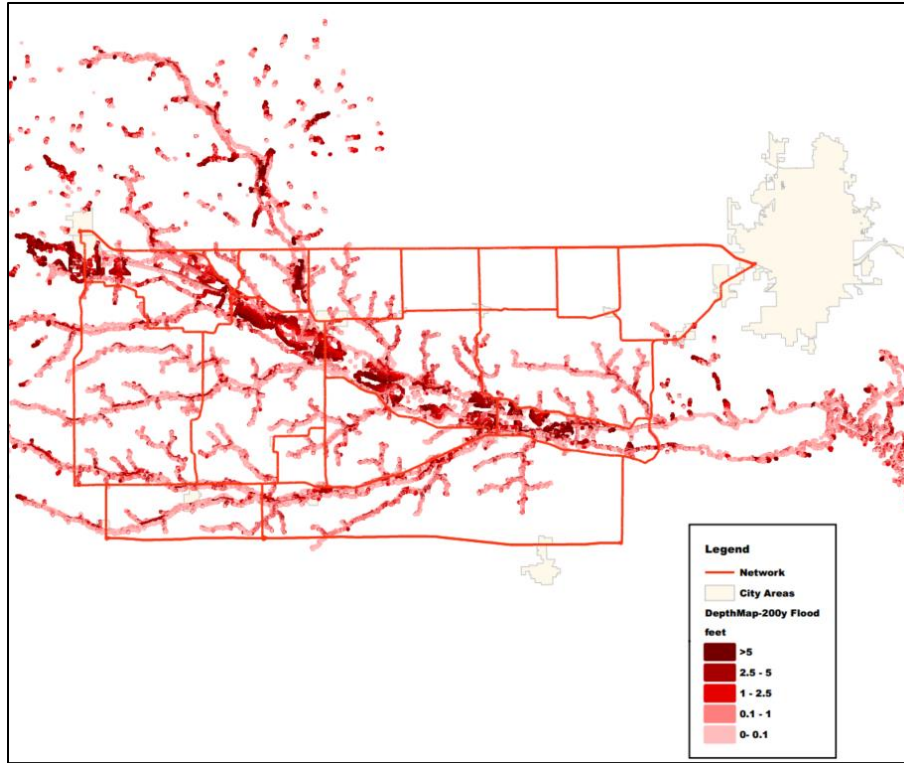 Legend
Network
City Areas
DepthMap-200y Flood
feet
>5
2.5 - 5
1 - 2.5
0.1 - 1
0- 0.1